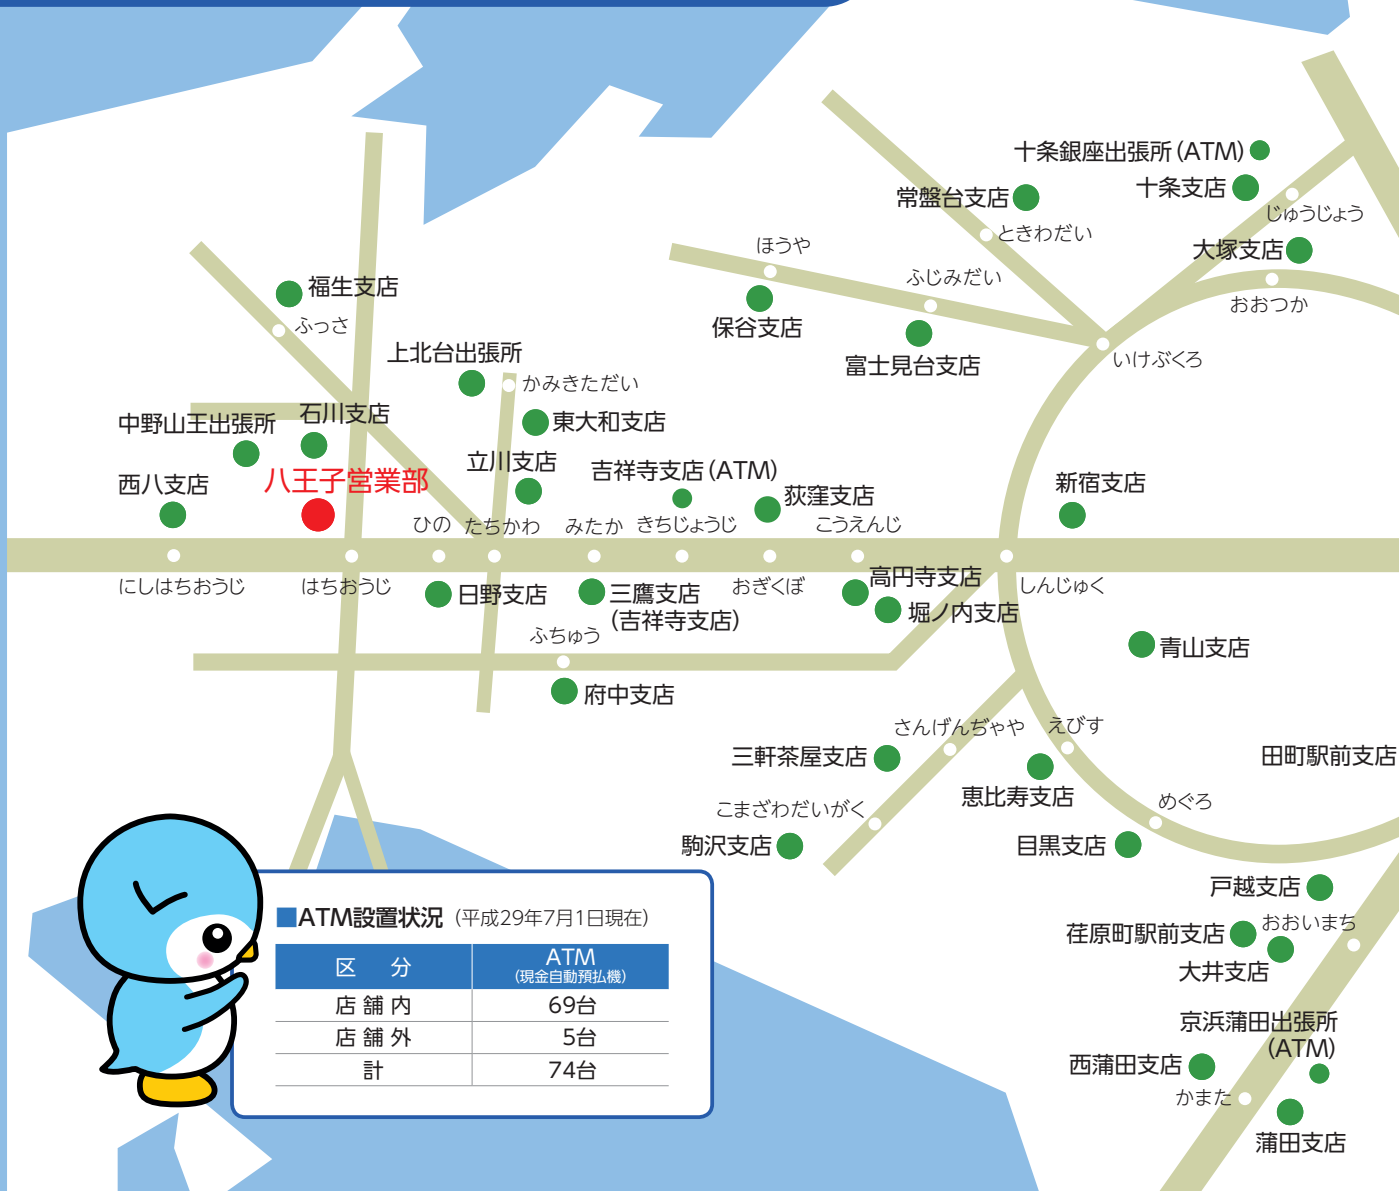 十条銀座出張所(ATM)
十条支店
常盤台支店
じゅうじょう
ときわだい
ほうや
大塚支店
ふじみだい
福生支店
おおつか
ふっさ
保谷支店
上北台出張所
富士見台支店
いけぶくろ
かみきただい
中野山王出張所
石川支店
東大和支店
立川支店
吉祥寺支店(ATM)
西八支店
八王子営業部
荻窪支店
新宿支店
ひの
たちかわ
みたか
きちじょうじ
こうえんじ
にしはちおうじ
はちおうじ
日野支店
三鷹支店
(吉祥寺支店)
おぎくぼ
高円寺支店
しんじゅく
堀ノ内支店
ふちゅう
青山支店
府中支店
さんげんぢゃや
えびす
三軒茶屋支店
田町駅前支店
恵比寿支店
こまざわだいがく
めぐろ
駒沢支店
目黒支店
戸越支店
■ATM設置状況(平成29年7月1日現在)
おおいまち
荏原町駅前支店
大井支店
区 分 ATM
(現金自動預払機)
店舗内 69台
店舗外 5台
計 74台
京浜蒲田出張所
(ATM)
西蒲田支店
かまた
蒲田支店